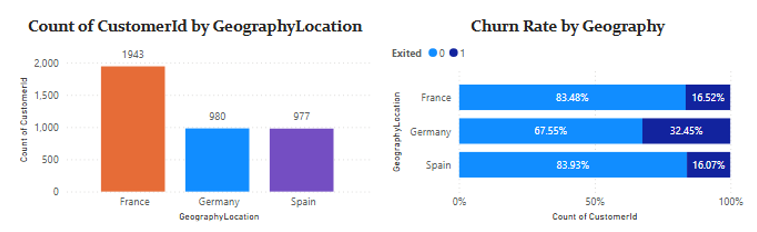 Count of CustomerId by GeographyLocation
1943
980
977
2,000
1,500
1,000
500
0
Count of CustomerId
France
Germany
Spain
GeographyLocation
Churn Rate by Geography
Exited 0 1
GeographyLocation
France 83.48% 16.52%
Germany 67.55% 32.45%
Spain 83.93% 16.07%
0% 50% 100%
Count of CustomerId